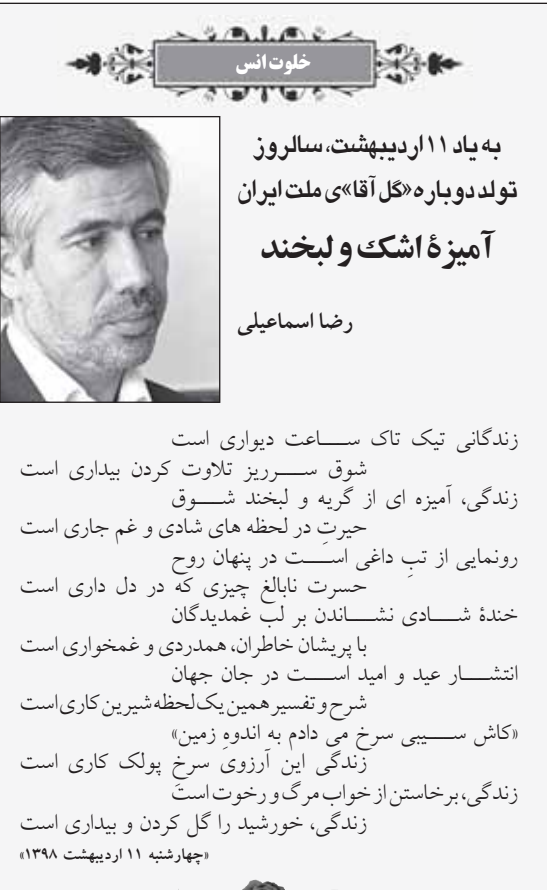 خلوت انس
به یاد ۱۱ اردیبهشت، سالروز
تولد دوباره «گل آقا»ی ملت ایران
آمیزۀ اشک و لبخند
رضا اسماعیلی
زندگانی تیک تاک ساعت دیواری است
شوق سرریز تلاوت کردن بیداری است
زندگی، آمیزه ای از گریه و لبخند شوق
حیرتِ در لحظه های شادی و غم جاری است
رونمایی از تبِ داغی است در پنهان روح
حسرت نابالغ چیزی که در دل داری است
خندۀ شادی نشاندن بر لب غمدیدگان
با پریشان خاطران، همدردی و غمخواری است
انتشار عید و امید است در جان جهان
شرح و تفسیر همین یک لحظه شیرین کاری است
«کاش سیبی سرخ می دادم به اندوهِ زمین»
زندگی این آرزوی سرخِ پولک کاری است
زندگی، برخاستن از خواب مرگ و رخوت است
زندگی، خورشید را گل کردن و بیداری است
«چهارشنبه ۱۱ اردیبهشت ۱۳۹۸»